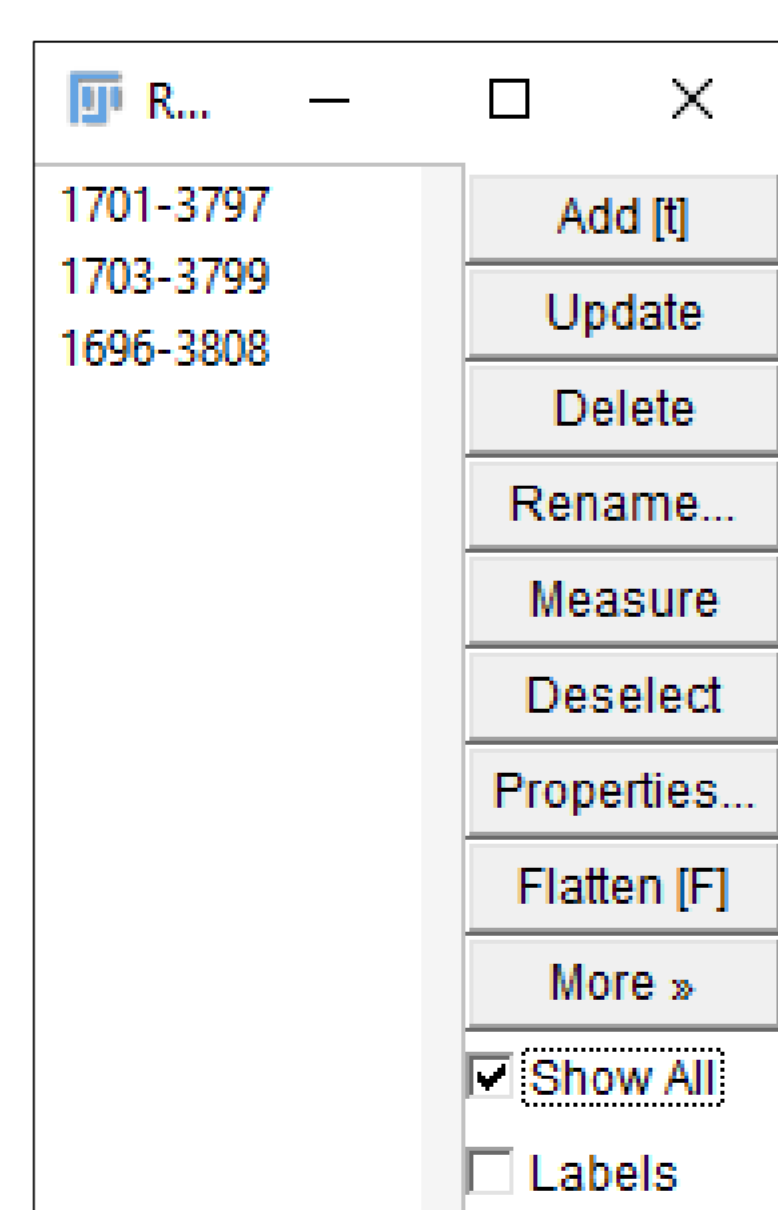 R...
1701-3797
1703-3799
1696-3808
Add [t]
Update
Delete
Rename...
Measure
Deselect
Properties...
Flatten [F]
More »
Show All
Labels